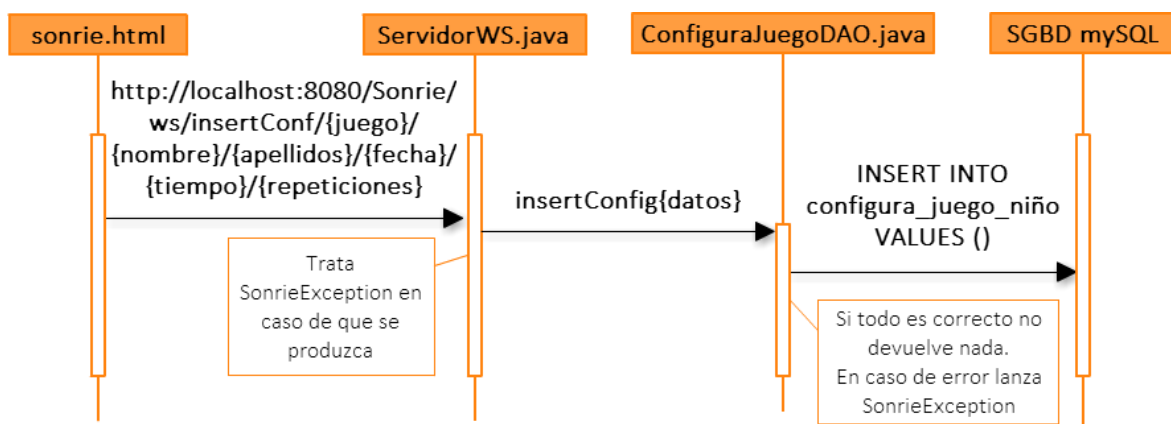 sonrie.html
ServidorWS.java
ConfiguraJuegoDAO.java
SGBD mySQL
http://localhost:8080/Sonrie/
ws/insertConf/{juego}/
{nombre}/{apellidos}/{fecha}/
{tiempo}/{repeticiones}
insertConfig{datos}
INSERT INTO
configura_juego_niño
VALUES ()
Trata
SonrieException en
caso de que se
produzca
Si todo es correcto no
devuelve nada.
En caso de error lanza
SonrieException